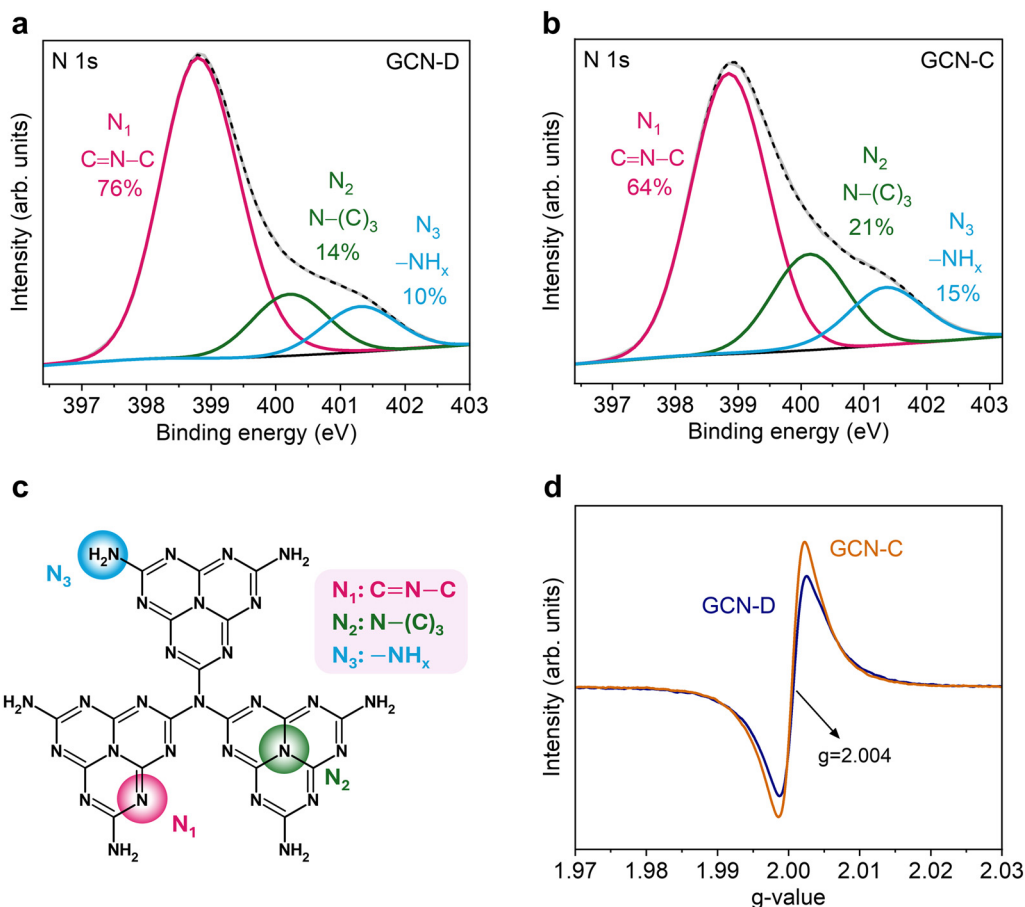 a
N 1s
GCN-D
N₁
C=N–C
76%
N₂
N–(C)₃
14%
N₃
–NHₓ
10%
Intensity (arb. units)
397 398 399 400 401 402 403
Binding energy (eV)
b
N 1s
GCN-C
N₁
C=N–C
64%
N₂
N–(C)₃
21%
N₃
–NHₓ
15%
Intensity (arb. units)
397 398 399 400 401 402 403
Binding energy (eV)
c
H₂N N N NH₂
N₃
N N N
N N
N
H₂N N N N N N NH₂
N N N N N N
N₂
N N N N
N₁
NH₂ NH₂
N₁: C=N–C
N₂: N–(C)₃
N₃: –NHₓ
d
GCN-C
GCN-D
g=2.004
Intensity (arb. units)
1.97 1.98 1.99 2.00 2.01 2.02 2.03
g-value